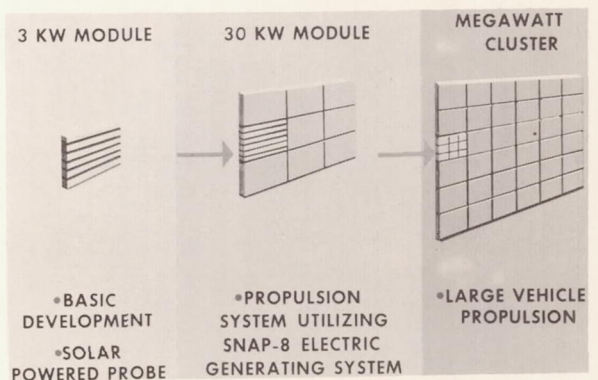 3 KW MODULE
•BASIC
DEVELOPMENT
•SOLAR
POWERED PROBE
30 KW MODULE
•PROPULSION
SYSTEM UTILIZING
SNAP-8 ELECTRIC
GENERATING SYSTEM
MEGAWATT
CLUSTER
•LARGE VEHICLE
PROPULSION